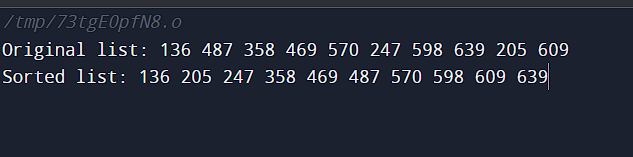 /tmp/73tgE0pfN8.o
Original list: 136 487 358 469 570 247 598 639 205 609
Sorted list: 136 205 247 358 469 487 570 598 609 639